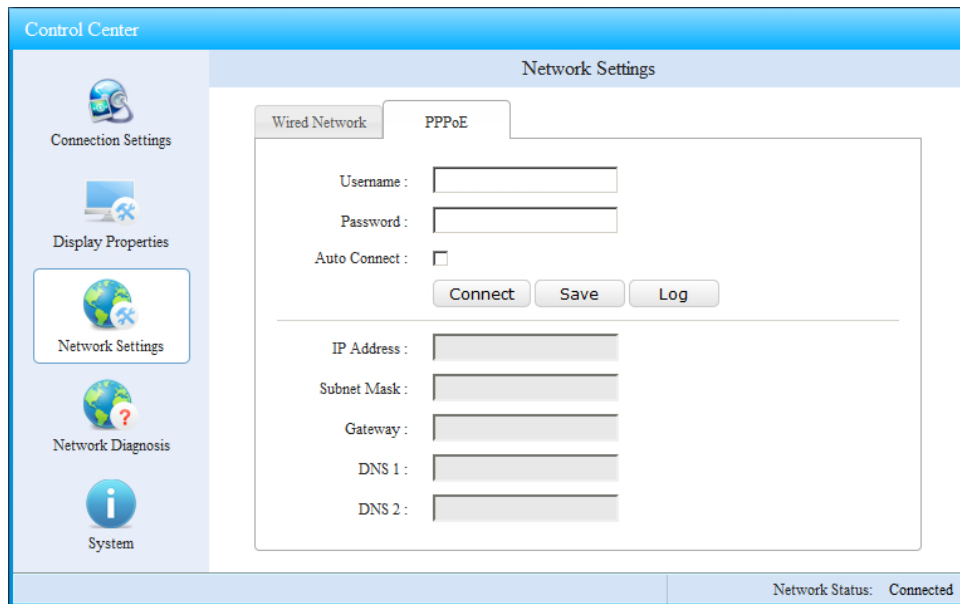 Control Center
Network Settings
Connection Settings
Display Properties
Network Settings
Network Diagnosis
i
System
Wired Network
PPPoE
Username :
Password :
Auto Connect :
Connect Save Log
IP Address :
Subnet Mask :
Gateway :
DNS 1 :
DNS 2 :
Network Status: Connected